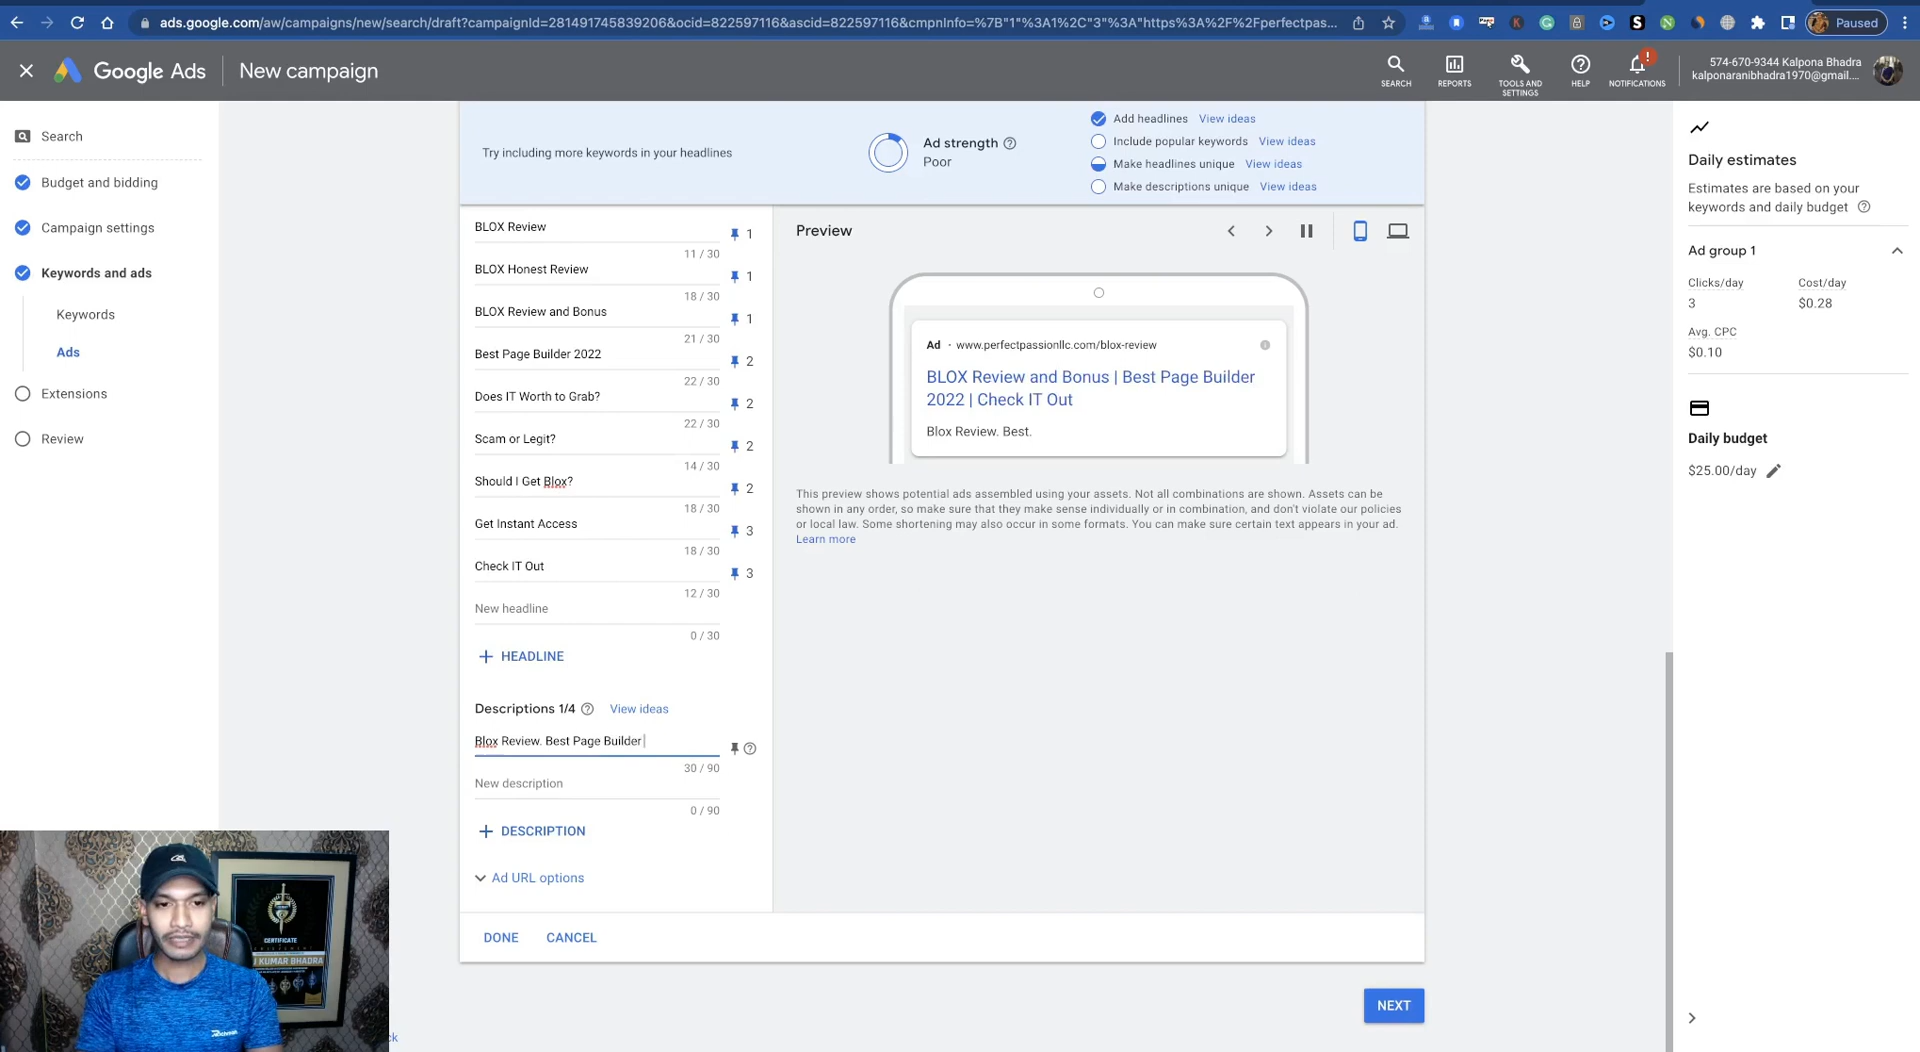 ads.google.com/aw/campaigns/new/search/draft?campaignId=281491745839206&ocid=822597116&ascid=822597116&cmpnInfo=%7B"1"%3A1%2C"3"%3A"https%3A%2F%2Fperfectpas...
Paused
Google Ads
New campaign
SEARCH
REPORTS
TOOLS AND
SETTINGS
HELP
NOTIFICATIONS
574-670-9344 Kalpona Bhadra
kalponaranibhadra1970@gmail....
Search
Budget and bidding
Campaign settings
Keywords and ads
Keywords
Ads
Extensions
Review
Try including more keywords in your headlines
Ad strength
Poor
Add headlines View ideas
Include popular keywords View ideas
Make headlines unique View ideas
Make descriptions unique View ideas
BLOX Review
1
11 / 30
BLOX Honest Review
1
18 / 30
BLOX Review and Bonus
1
21 / 30
Best Page Builder 2022
2
22 / 30
Does IT Worth to Grab?
2
22 / 30
Scam or Legit?
2
14 / 30
Should I Get Blox?
2
18 / 30
Get Instant Access
3
18 / 30
Check IT Out
3
12 / 30
New headline
0 / 30
HEADLINE
Descriptions 1/4 View ideas
Blox Review. Best Page Builder
30 / 90
New description
0 / 90
DESCRIPTION
Ad URL options
DONE
CANCEL
NEXT
Preview
Ad · www.perfectpassionllc.com/blox-review
BLOX Review and Bonus | Best Page Builder
2022 | Check IT Out
Blox Review. Best.
This preview shows potential ads assembled using your assets. Not all combinations are shown. Assets can be
shown in any order, so make sure that they make sense individually or in combination, and don't violate our policies
or local law. Some shortening may also occur in some formats. You can make sure certain text appears in your ad.
Learn more
Daily estimates
Estimates are based on your
keywords and daily budget
Ad group 1
Clicks/day
Cost/day
3
$0.28
Avg. CPC
$0.10
Daily budget
$25.00/day
CERTIFICATE
KUMAR BHADRA